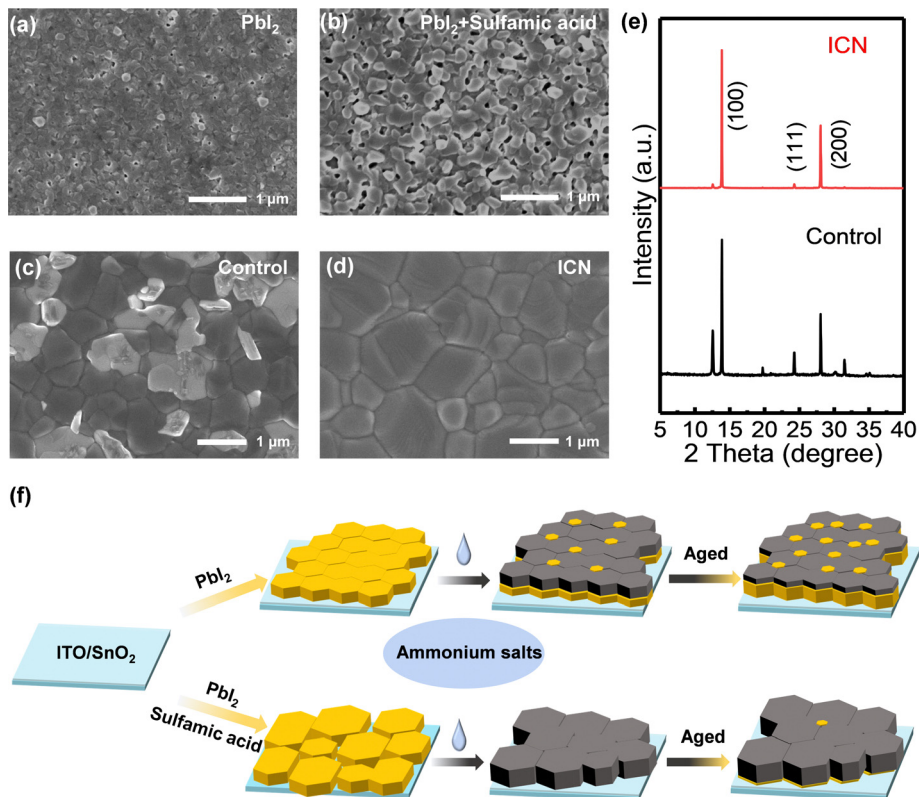 (a)
PbI2
1 μm
(b)
PbI2+Sulfamic acid
1 μm
(c)
Control
1 μm
(d)
ICN
1 μm
(e)
ICN
(100)
(111)
(200)
Control
Intensity (a.u.)
5 10 15 20 25 30 35 40
2 Theta (degree)
(f)
ITO/SnO2
PbI2
Aged
Ammonium salts
PbI2
Sulfamic acid
Aged